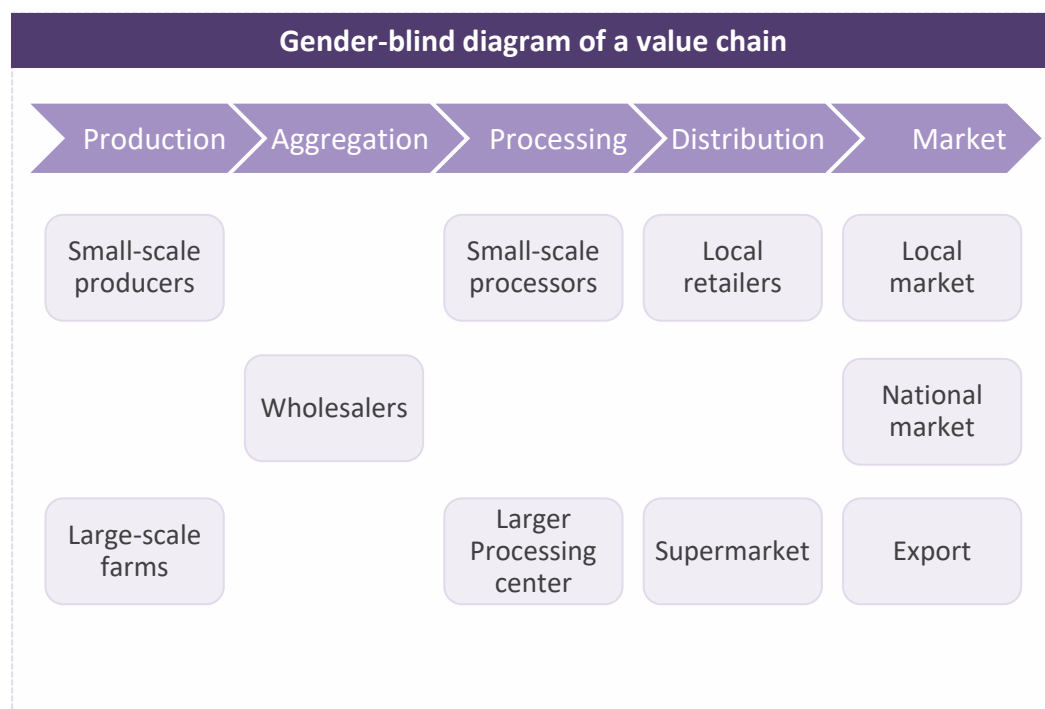 Gender-blind diagram of a value chain
Production
Aggregation
Processing
Distribution
Market
Small-scale
producers
Small-scale
processors
Local
retailers
Local
market
Wholesalers
National
market
Large-scale
farms
Larger
Processing
center
Supermarket
Export